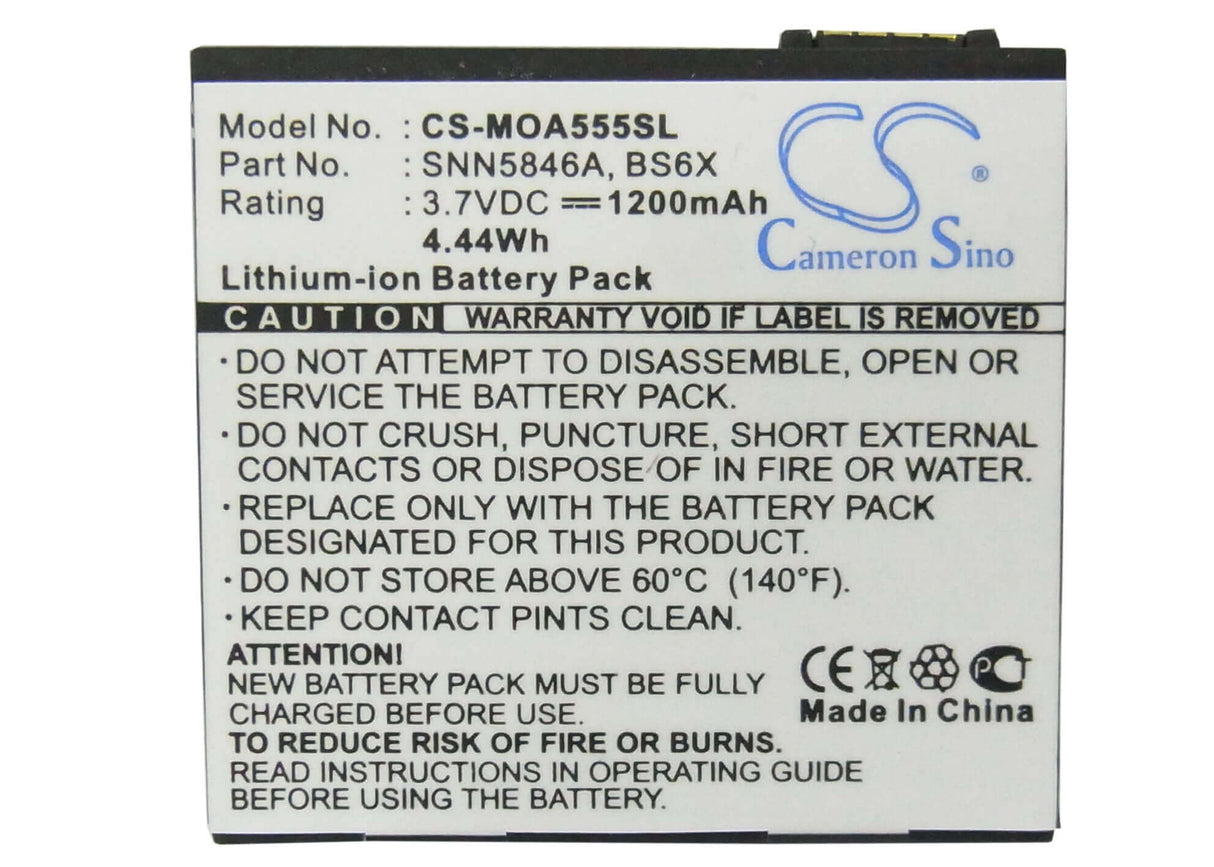 Model No. : CS-MOA555SL
Part No. : SNN5846A, BS6X
Rating : 3.7VDC ⎓ 1200mAh
4.44Wh
Lithium-ion Battery Pack
CS ®
Cameron Sino
CAUTION WARRANTY VOID IF LABEL IS REMOVED
·DO NOT ATTEMPT TO DISASSEMBLE, OPEN OR
SERVICE THE BATTERY PACK.
·DO NOT CRUSH, PUNCTURE, SHORT EXTERNAL
CONTACTS OR DISPOSE OF IN FIRE OR WATER.
·REPLACE ONLY WITH THE BATTERY PACK
DESIGNATED FOR THIS PRODUCT.
·DO NOT STORE ABOVE 60°C (140°F).
·KEEP CONTACT PINTS CLEAN.
ATTENTION!
NEW BATTERY PACK MUST BE FULLY
CHARGED BEFORE USE.
TO REDUCE RISK OF FIRE OR BURNS.
READ INSTRUCTIONS IN OPERATING GUIDE
BEFORE USING THE BATTERY.
CE PCT
Made In China